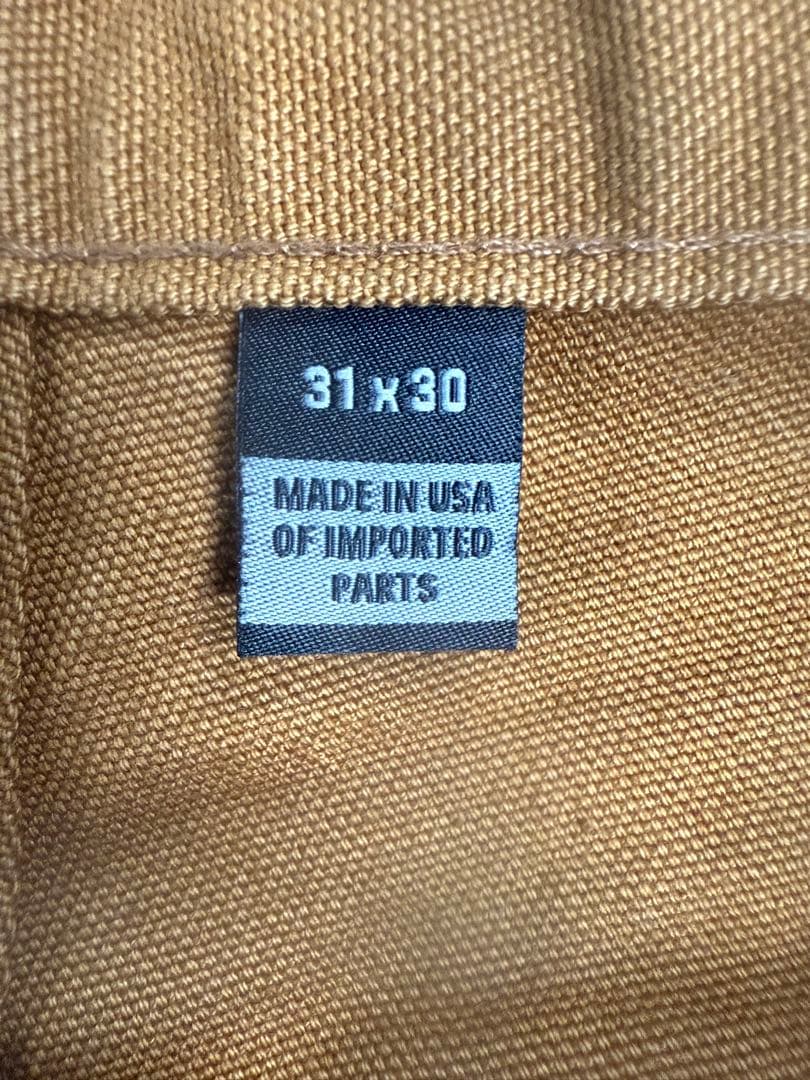 31 x 30
MADE IN USA
OF IMPORTED
PARTS